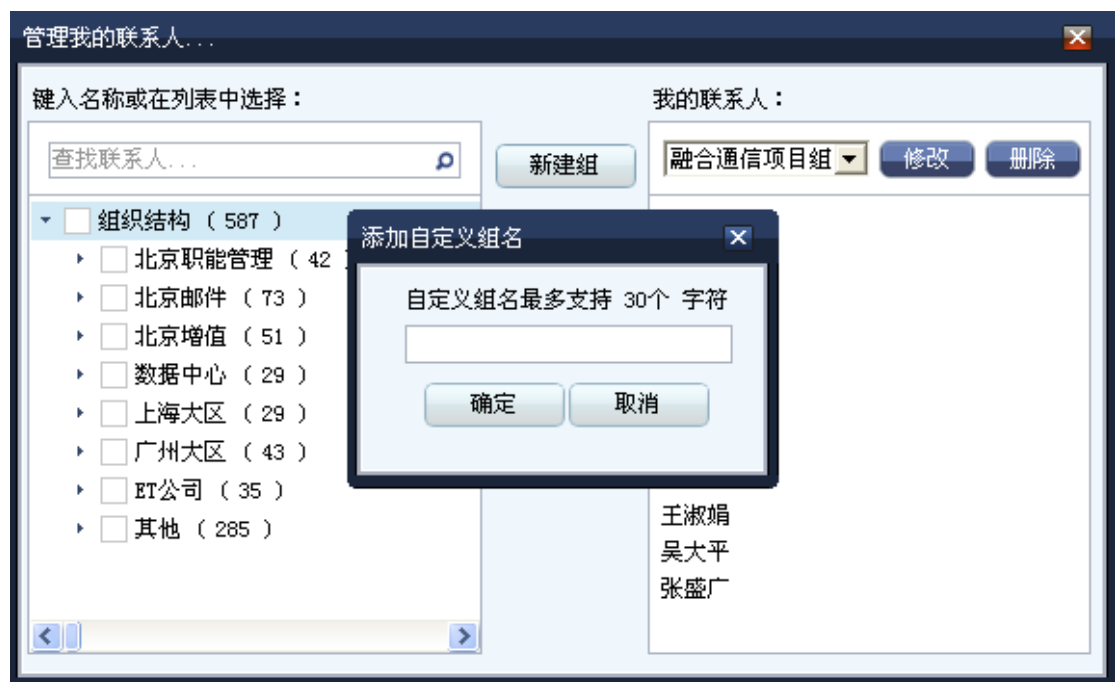 管理我的联系人...
键入名称或在列表中选择：
我的联系人：
查找联系人...
新建组
融合通信项目组
修改
删除
组织结构 ( 587 )
北京职能管理 ( 42
北京邮件 ( 73 )
北京增值 ( 51 )
数据中心 ( 29 )
上海大区 ( 29 )
广州大区 ( 43 )
ET公司 ( 35 )
其他 ( 285 )
添加自定义组名
自定义组名最多支持 30个 字符
确定
取消
王淑娟
吴大平
张盛广